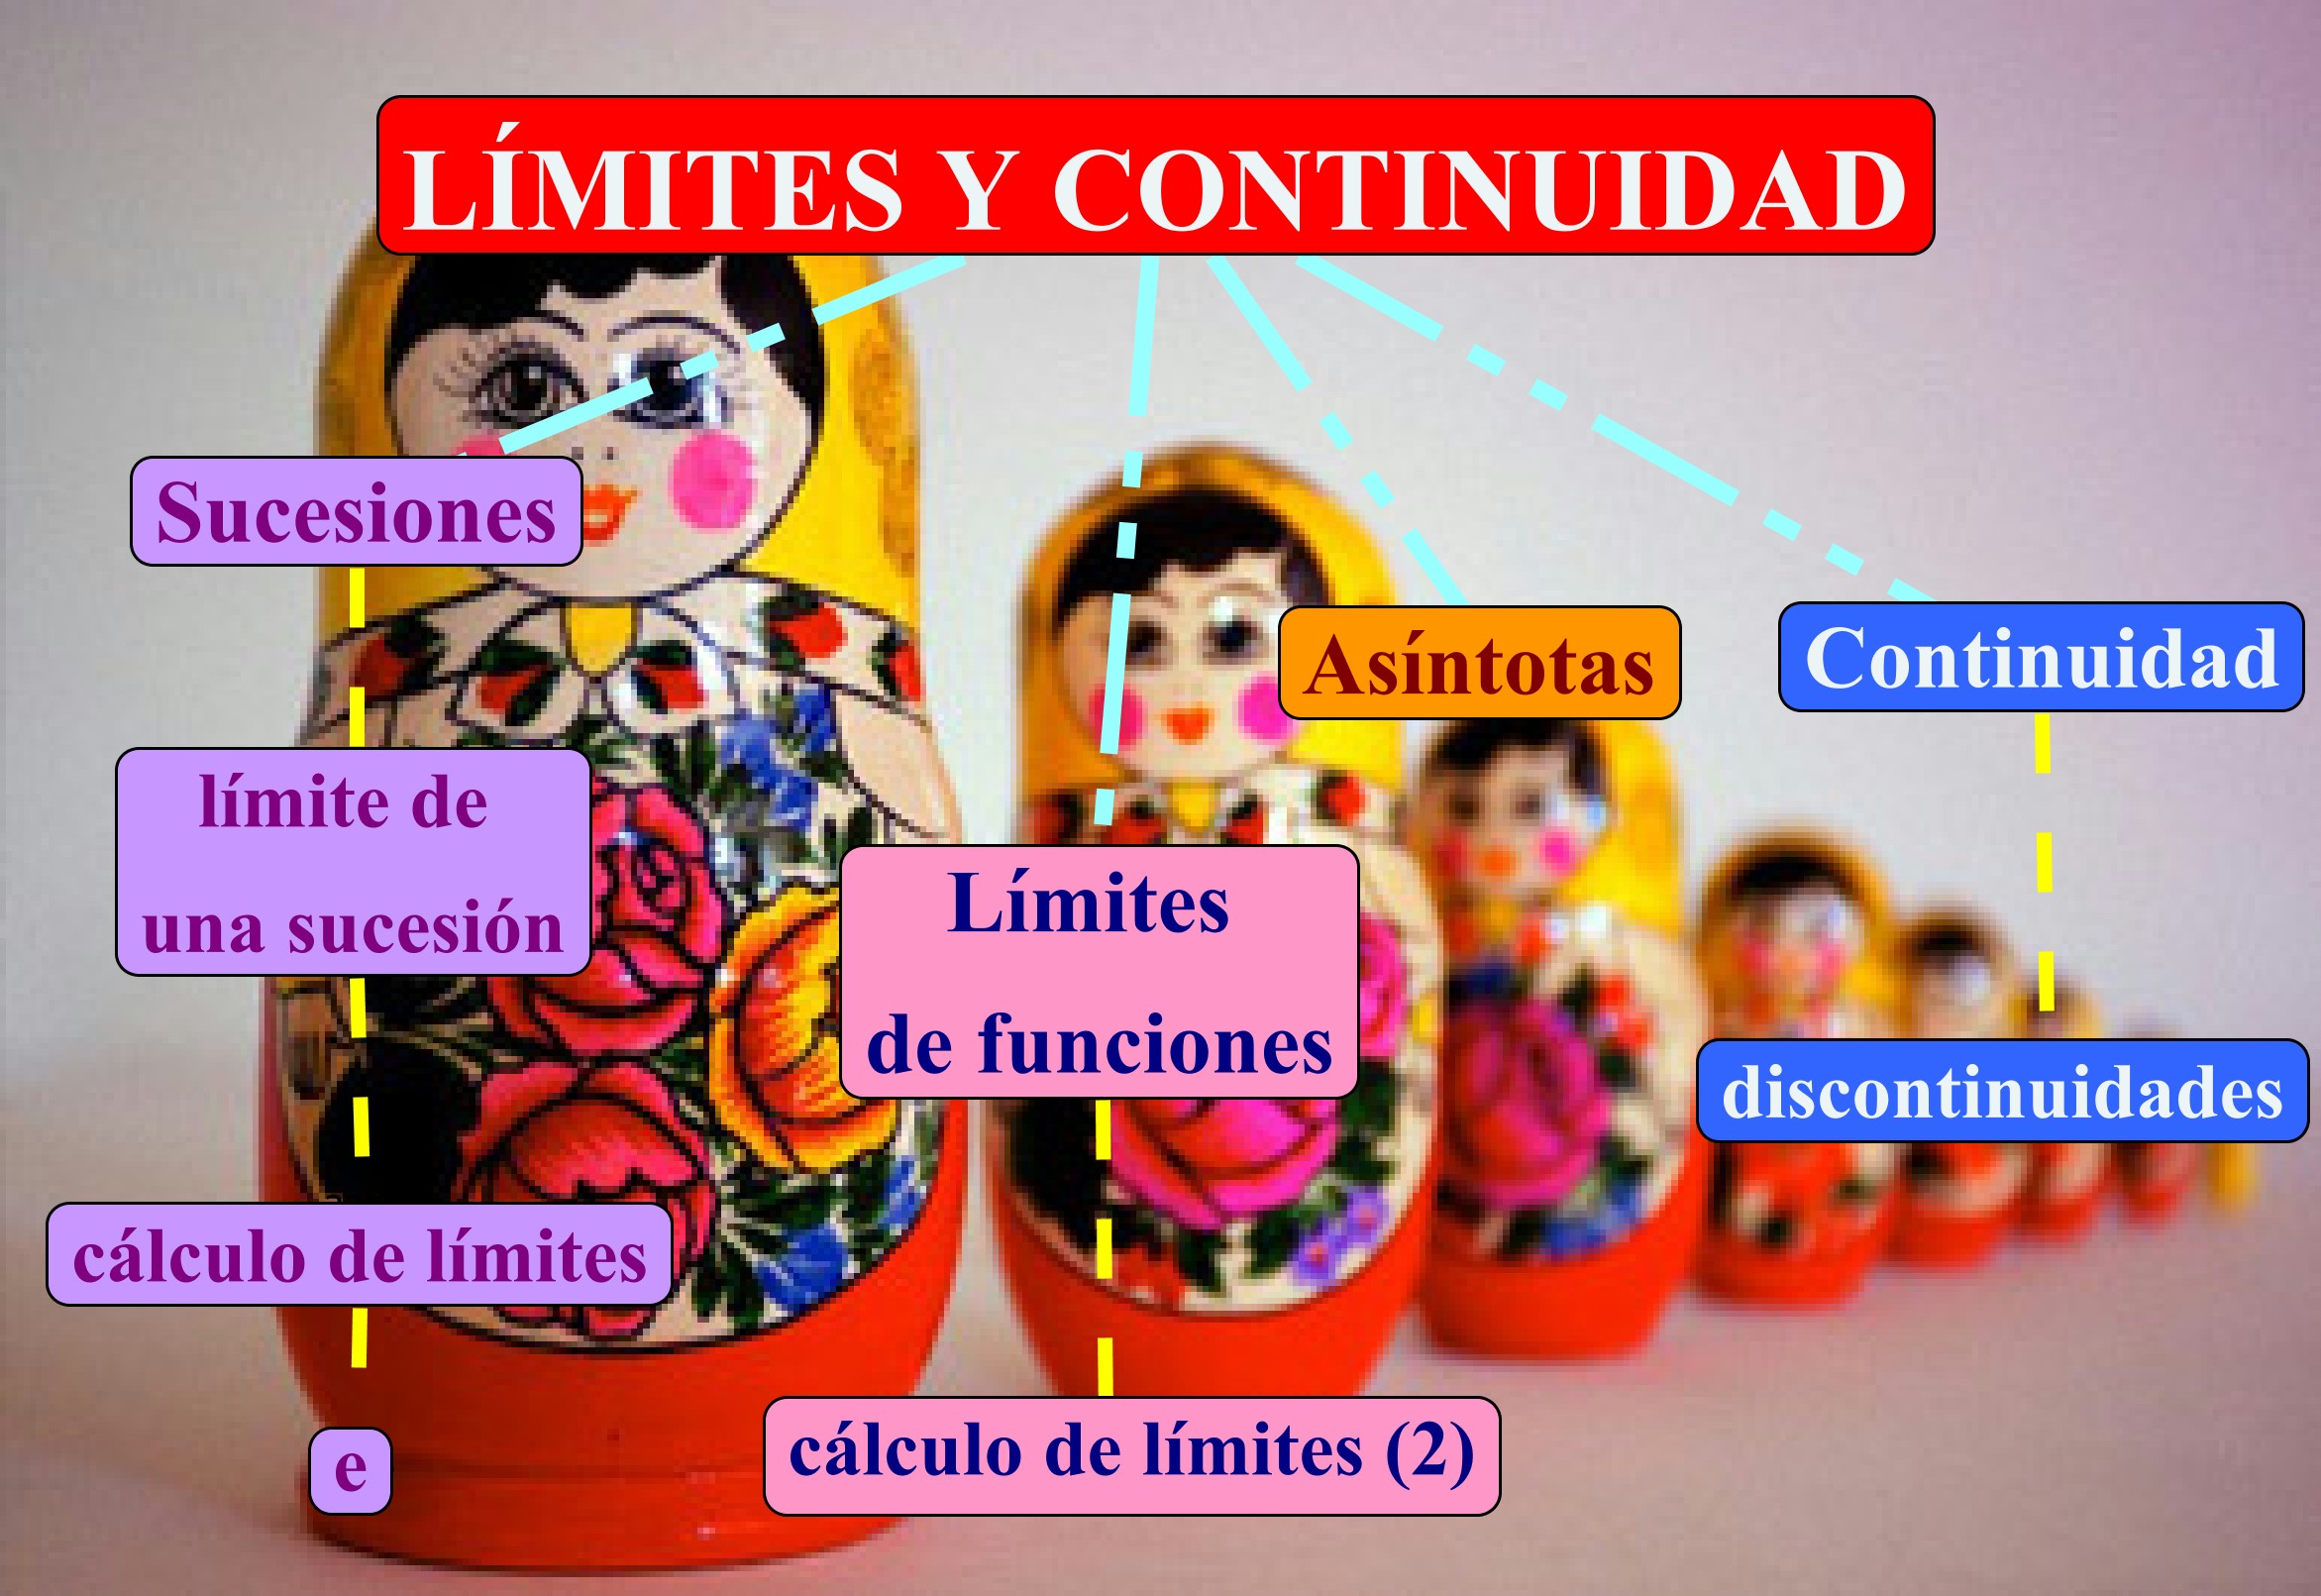 LÍMITES Y CONTINUIDAD
Sucesiones
límite de
una sucesión
cálculo de límites
e
Límites
de funciones
cálculo de límites (2)
Asíntotas
Continuidad
discontinuidades